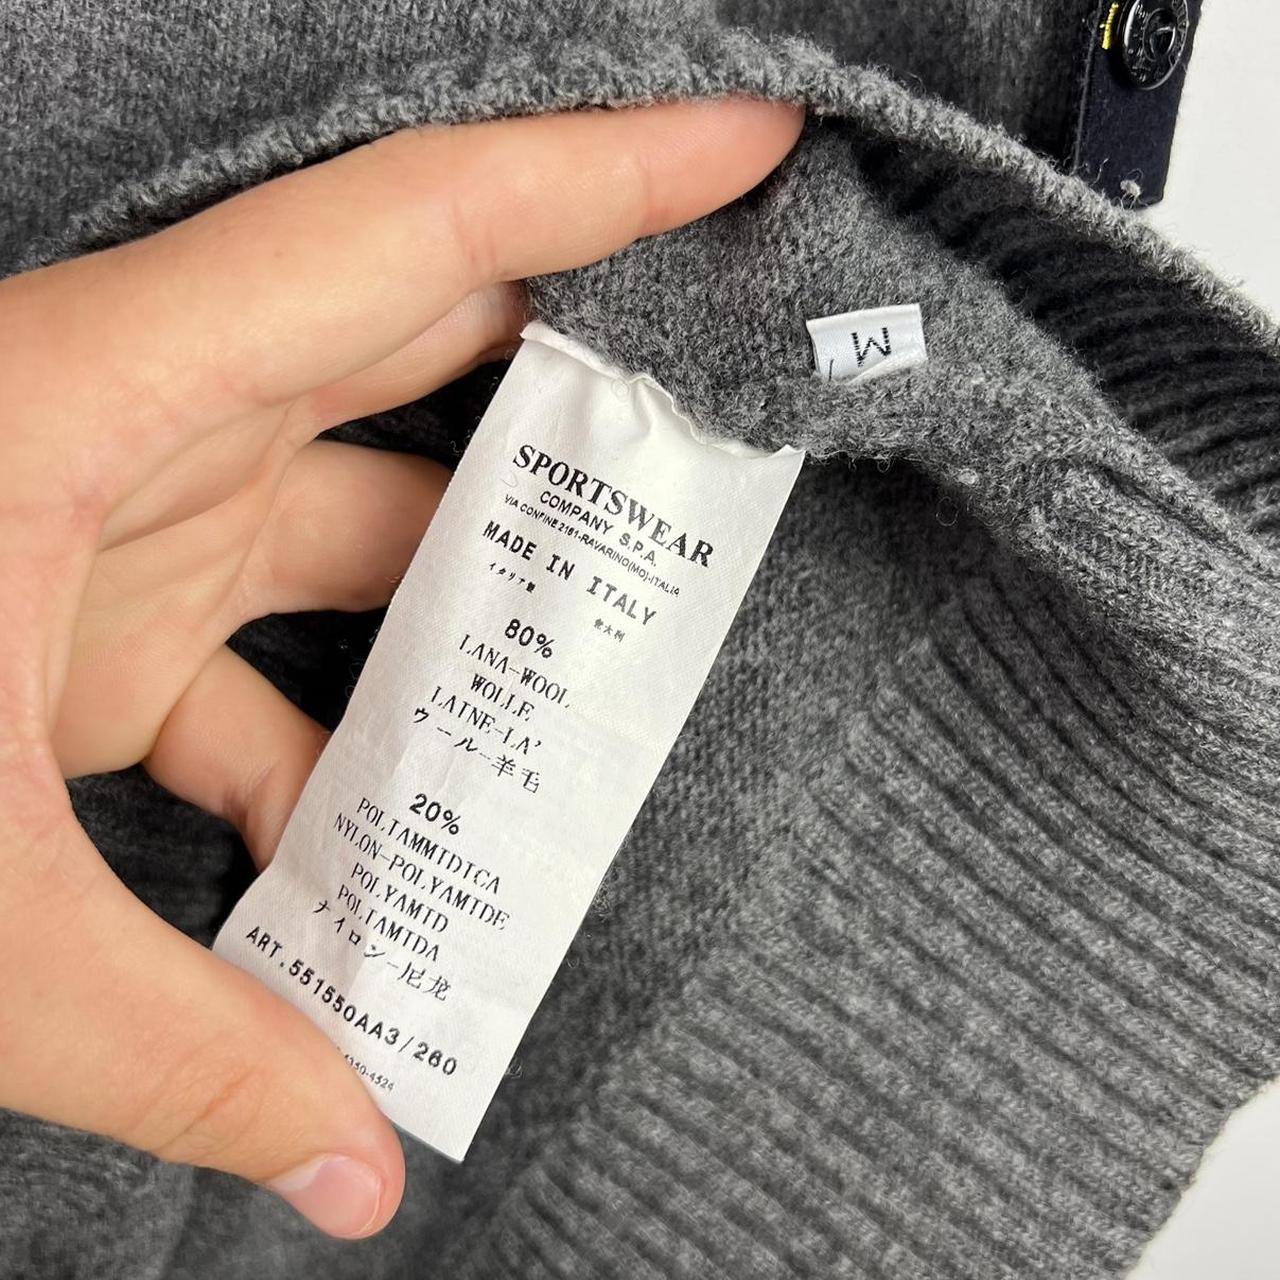 M
SPORTSWEAR
COMPANY S.P.A.
VIA CONFINE 2161-RAVARINO(MO)-ITALIA
MADE IN ITALY
イタリア製 意大利
80%
LANA-WOOL
WOLLE
LAINE-LA'
ウール-羊毛
20%
POLIAMMIDICA
NYLON-POLYAMIDE
POLYAMID
POLIAMIDA
ナイロン-尼龙
ART.551550AA3/260